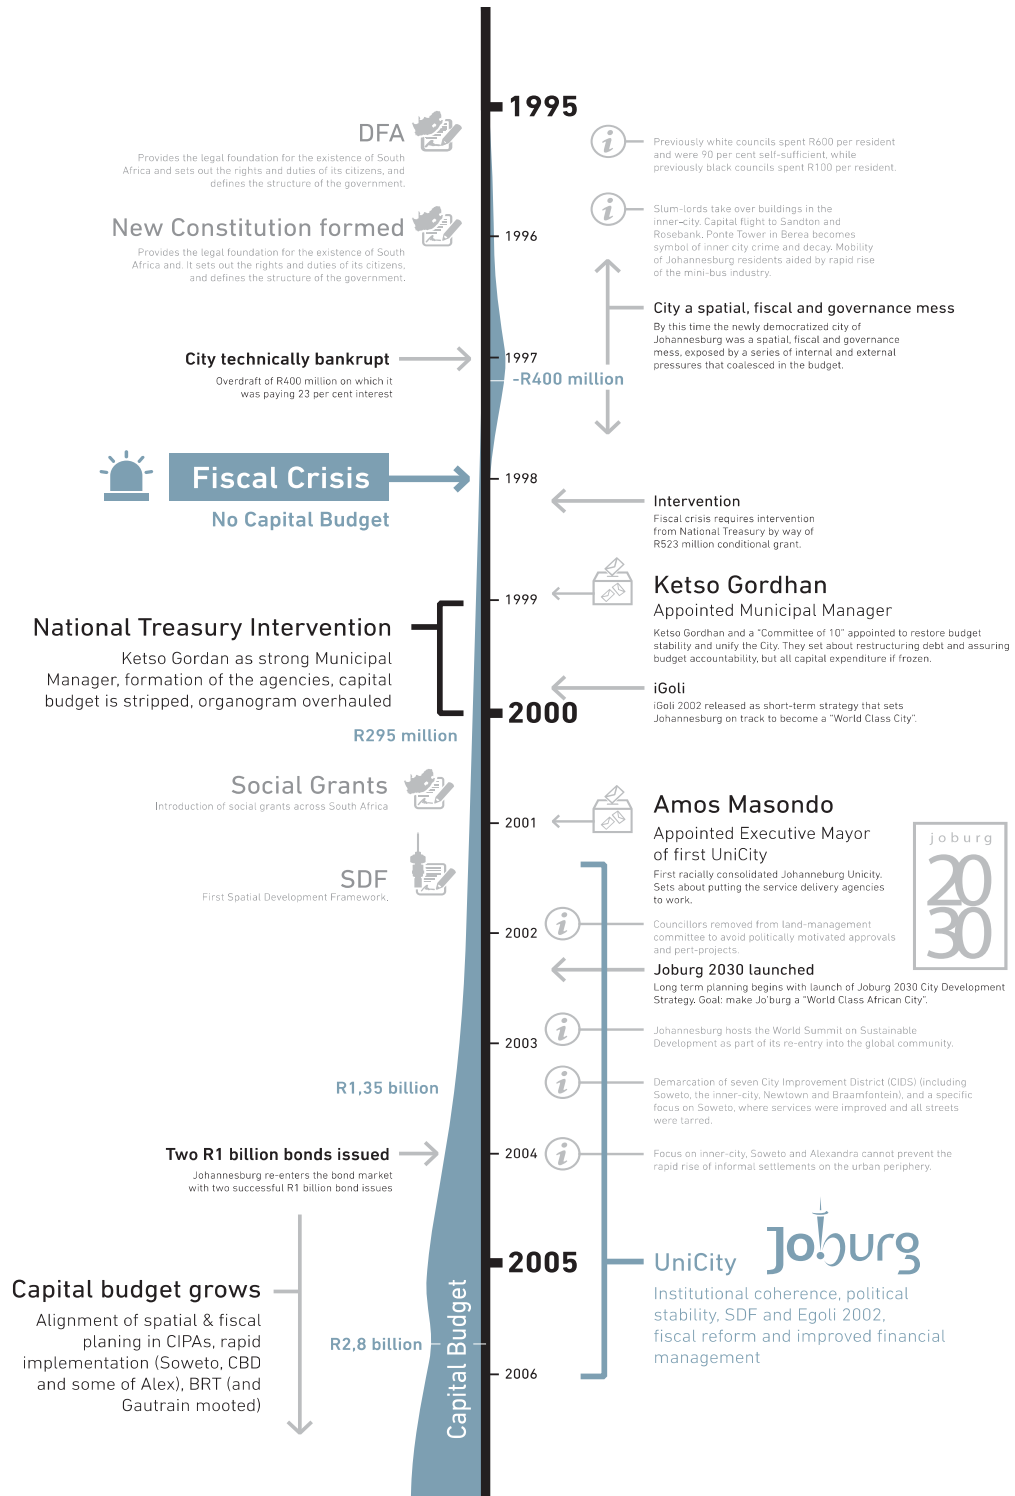 1995
DFA
Provides the legal foundation for the existence of South
Africa and sets out the rights and duties of its citizens, and
defines the structure of the government.
Previously white councils spent R600 per resident
and were 90 per cent self-sufficient, while
previously black councils spent R100 per resident.
New Constitution formed
Provides the legal foundation for the existence of South
Africa and. It sets out the rights and duties of its citizens,
and defines the structure of the government.
Slum-lords take over buildings in the
inner-city. Capital flight to Sandton and
Rosebank. Ponte Tower in Berea becomes
symbol of inner city crime and decay. Mobility
of Johannesburg residents aided by rapid rise
of the mini-bus industry.
1996
City a spatial, fiscal and governance mess
By this time the newly democratized city of
Johannesburg was a spatial, fiscal and governance
mess, exposed by a series of internal and external
pressures that coalesced in the budget.
City technically bankrupt
Overdraft of R400 million on which it
was paying 23 per cent interest
1997
-R400 million
Fiscal Crisis
No Capital Budget
1998
Intervention
Fiscal crisis requires intervention
from National Treasury by way of
R523 million conditional grant.
Ketso Gordhan
Appointed Municipal Manager
Ketso Gordhan and a "Committee of 10" appointed to restore budget
stability and unify the City. They set about restructuring debt and assuring
budget accountability, but all capital expenditure if frozen.
1999
National Treasury Intervention
Ketso Gordan as strong Municipal
Manager, formation of the agencies, capital
budget is stripped, organogram overhauled
iGoli
iGoli 2002 released as short-term strategy that sets
Johannesburg on track to become a "World Class City".
2000
R295 million
Social Grants
Introduction of social grants across South Africa
Amos Masondo
Appointed Executive Mayor
of first UniCity
First racially consolidated Johanneburg Unicity.
Sets about putting the service delivery agencies
to work.
joburg
20
30
2001
SDF
First Spatial Development Framework.
2002
Councillors removed from land-management
committee to avoid politically motivated approvals
and pert-projects.
Joburg 2030 launched
Long term planning begins with launch of Joburg 2030 City Development
Strategy. Goal: make Jo'burg a "World Class African City".
2003
Johannesburg hosts the World Summit on Sustainable
Development as part of its re-entry into the global community.
R1,35 billion
Demarcation of seven City Improvement District (CIDS) (including
Soweto, the inner-city, Newtown and Braamfontein), and a specific
focus on Soweto, where services were improved and all streets
were tarred.
Two R1 billion bonds issued
Johannesburg re-enters the bond market
with two successful R1 billion bond issues
2004
Focus on inner-city, Soweto and Alexandra cannot prevent the
rapid rise of informal settlements on the urban periphery.
2005
UniCity
Joburg
Institutional coherence, political
stability, SDF and Egoli 2002,
fiscal reform and improved financial
management
Capital budget grows
Alignment of spatial & fiscal
planing in CIPAs, rapid
implementation (Soweto, CBD
and some of Alex), BRT (and
Gautrain mooted)
R2,8 billion
Capital Budget
2006